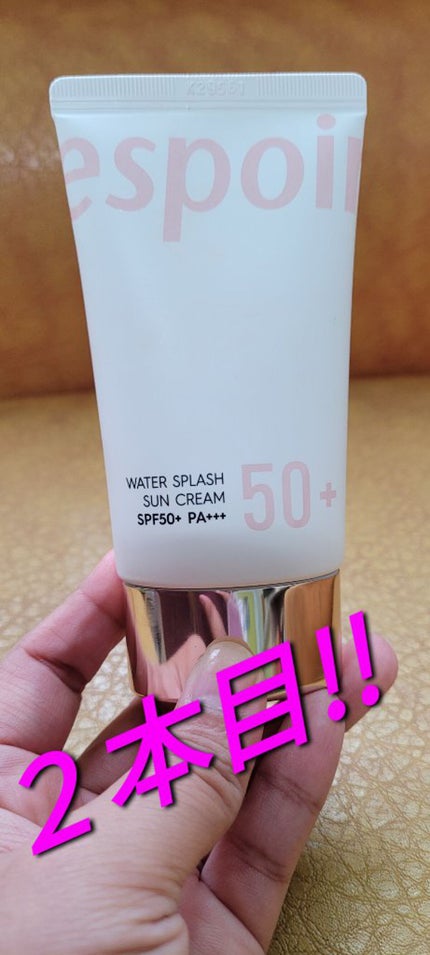 espoir
WATER SPLASH
SUN CREAM
SPF50+ PA+++
50+
2本目!!